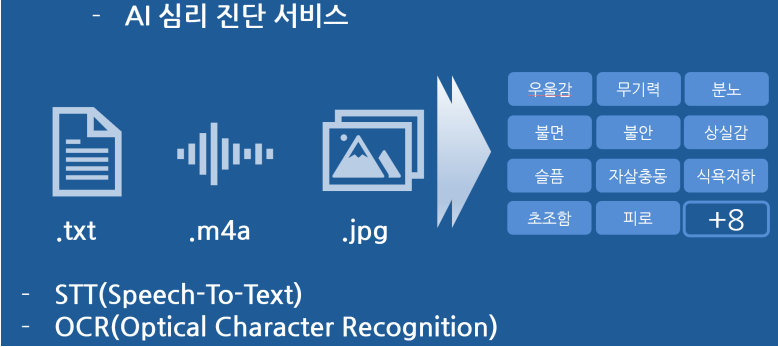 - AI 심리 진단 서비스
우울감 무기력 분노
불면 불안 상실감
슬픔 자살충동 식욕저하
초조함 피로 +8
.txt .m4a .jpg
- STT(Speech-To-Text)
- OCR(Optical Character Recognition)